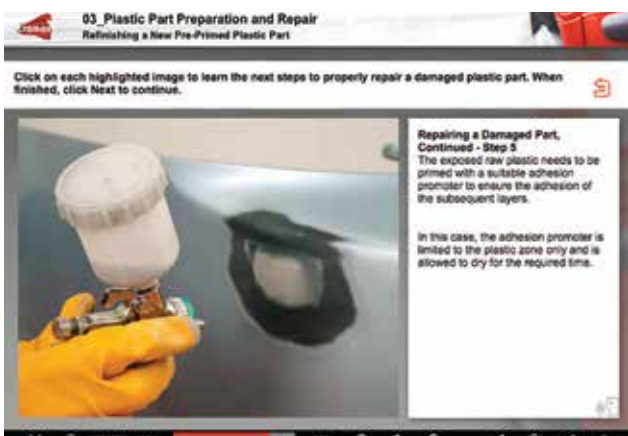 03_Plastic Part Preparation and Repair
Refinishing a New Pre-Primed Plastic Part
Click on each highlighted image to learn the next steps to properly repair a damaged plastic part. When
finished, click Next to continue.
Repairing a Damaged Part,
Continued - Step 5
The exposed raw plastic needs to be
primed with a suitable adhesion
promoter to ensure the adhesion of
the subsequent layers.
In this case, the adhesion promoter is
limited to the plastic zone only and is
allowed to dry for the required time.